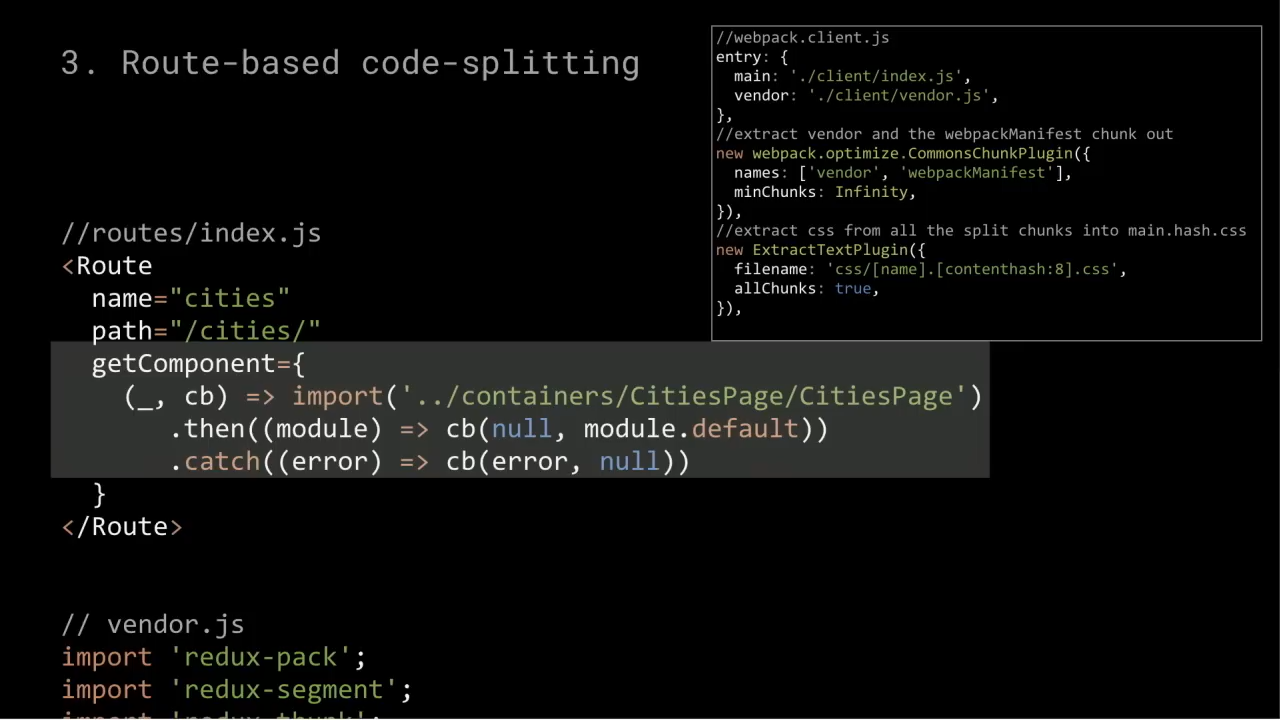 3. Route-based code-splitting
//webpack.client.js
entry: {
  main: './client/index.js',
  vendor: './client/vendor.js',
},
//extract vendor and the webpackManifest chunk out
new webpack.optimize.CommonsChunkPlugin({
  names: ['vendor', 'webpackManifest'],
  minChunks: Infinity,
}),
//extract css from all the split chunks into main.hash.css
new ExtractTextPlugin({
  filename: 'css/[name].[contenthash:8].css',
  allChunks: true,
}),
//routes/index.js
<Route
  name="cities"
  path="/cities/"
  getComponent={
    (_, cb) => import('../containers/CitiesPage/CitiesPage')
       .then((module) => cb(null, module.default))
       .catch((error) => cb(error, null))
  }
</Route>
// vendor.js
import 'redux-pack';
import 'redux-segment';
import 'redux-thunk';